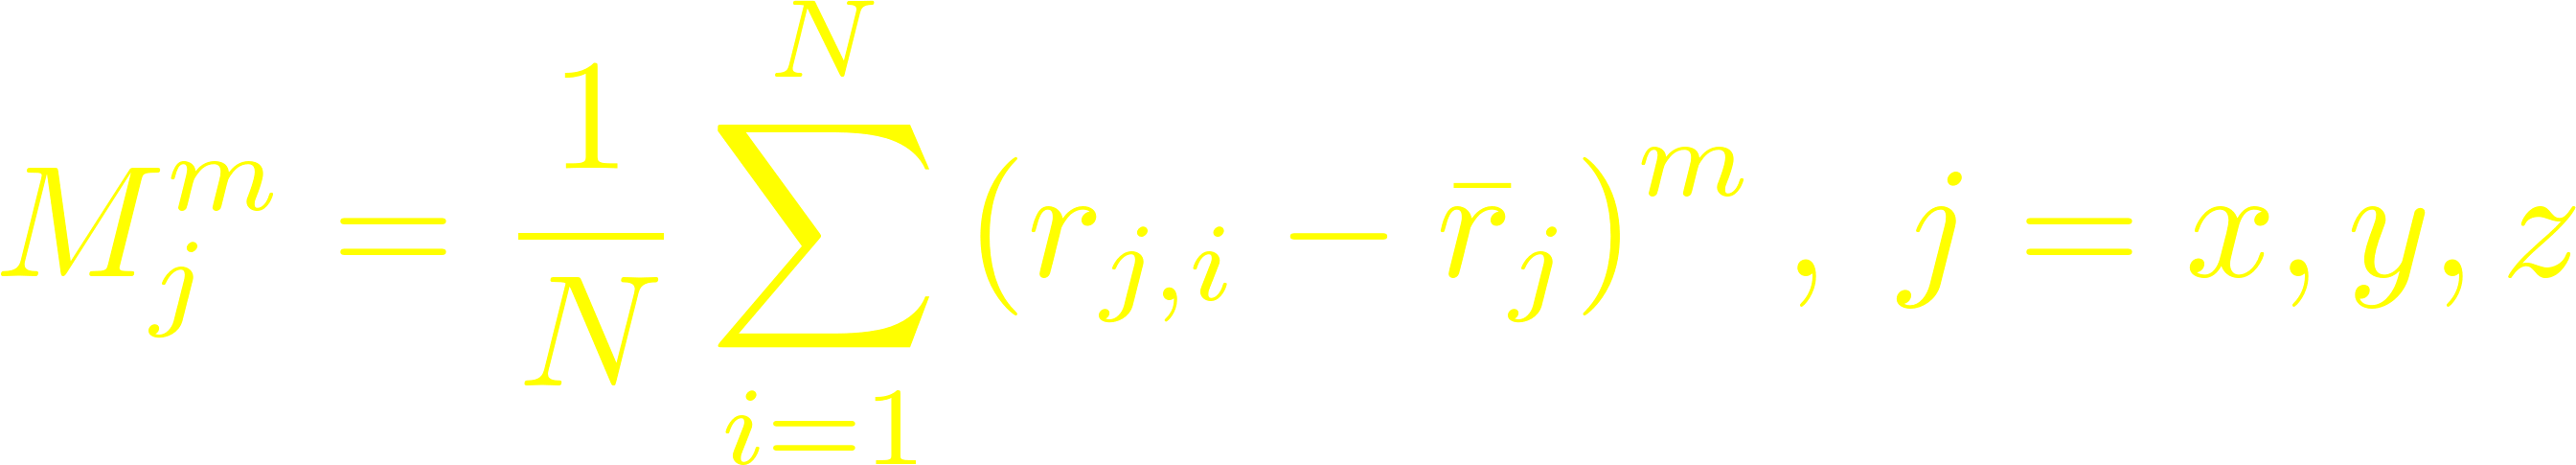 M_j^m = \frac{1}{N} \sum_{i=1}^{N} (r_{j,i} - \bar{r}_j)^m , j = x, y, z